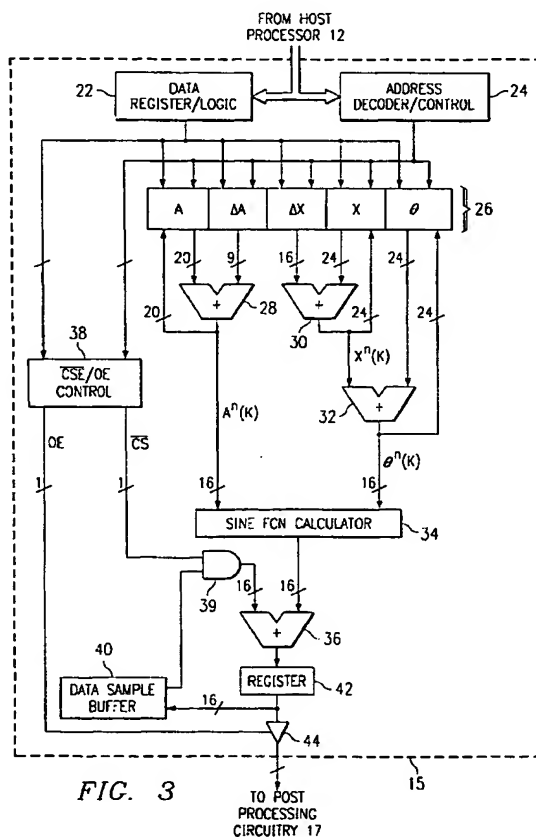 FROM HOST
PROCESSOR 12
22
DATA
REGISTER/LOGIC
ADDRESS
DECODER/CONTROL
24
A
ΔA
ΔX
X
θ
26
20
9
16
24
24
+
28
+
30
20
24
24
38
C̅S̅E̅/OE
CONTROL
Xⁿ(K)
32
+
OE
C̅S̅
Aⁿ(K)
θⁿ(K)
1
1
16
16
SINE FCN CALCULATOR
34
39
16
16
+
36
40
DATA SAMPLE
BUFFER
REGISTER
42
16
44
FIG. 3
15
TO POST
PROCESSING
CIRCUITRY 17